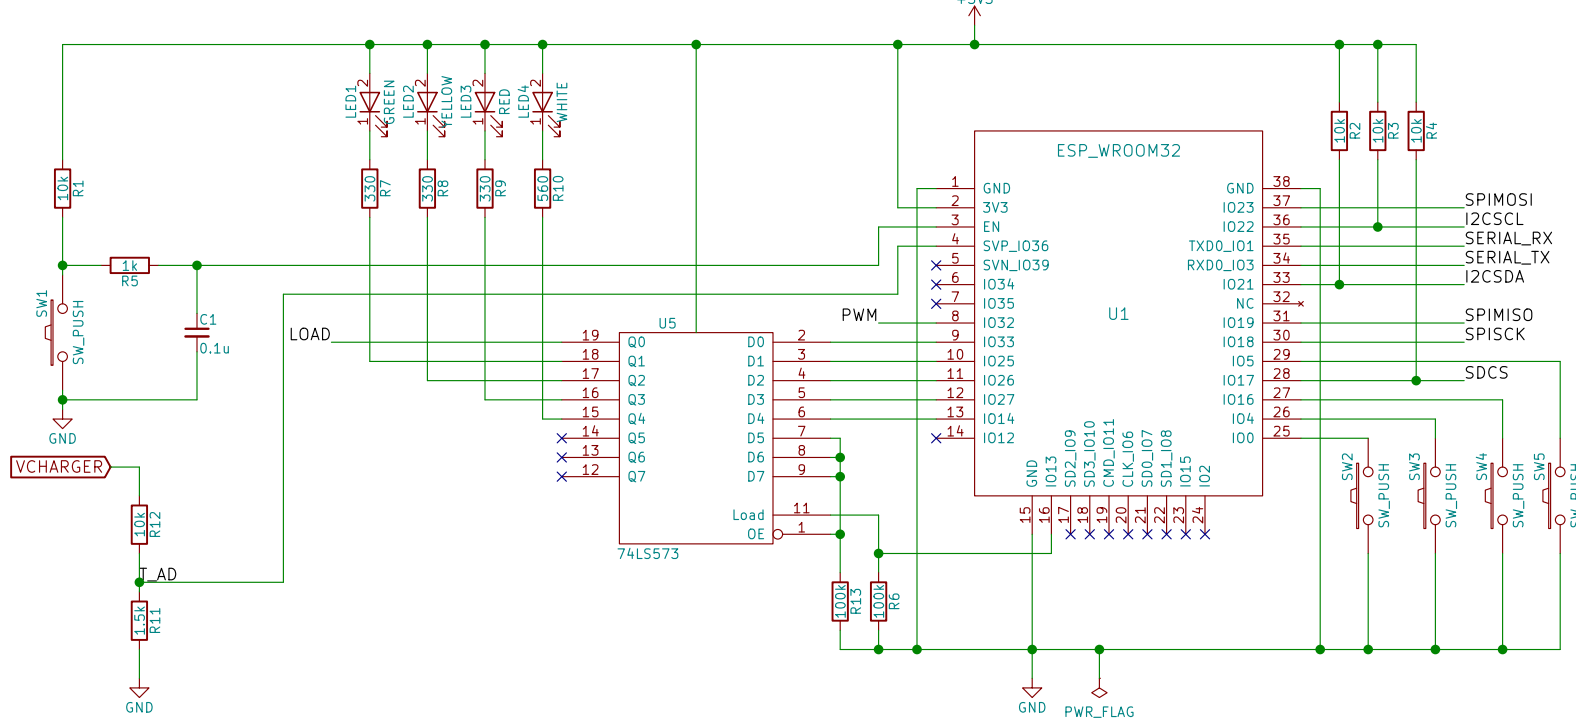 +3V3
LED1
GREEN
2
1
LED2
YELLOW
2
1
LED3
RED
2
1
LED4
WHITE
2
1
10k
R1
330
R7
330
R8
330
R9
560
R10
10k
R2
10k
R3
10k
R4
1k
R5
SW1
SW_PUSH
C1
0.1u
GND
LOAD
VCHARGER
10k
R12
T_AD
1.5k
R11
GND
U5
19 Q0 D0 2
18 Q1 D1 3
17 Q2 D2 4
16 Q3 D3 5
15 Q4 D4 6
14 Q5 D5 7
13 Q6 D6 8
12 Q7 D7 9
Load 11
OE 1
74LS573
100k
R13
100k
R6
PWM
ESP_WROOM32
U1
1 GND
2 3V3
3 EN
4 SVP_IO36
5 SVN_IO39
6 IO34
7 IO35
8 IO32
9 IO33
10 IO25
11 IO26
12 IO27
13 IO14
14 IO12
GND 15
IO13 16
SD2_IO9 17
SD3_IO10 18
CMD_IO11 19
CLK_IO6 20
SD0_IO7 21
SD1_IO8 22
IO15 23
IO2 24
GND 38
IO23 37 SPIMOSI
IO22 36 I2CSCL
TXD0_IO1 35 SERIAL_RX
RXD0_IO3 34 SERIAL_TX
IO21 33 I2CSDA
NC 32
IO19 31 SPIMISO
IO18 30 SPISCK
IO5 29
IO17 28 SDCS
IO16 27
IO4 26
IO0 25
SW2
SW_PUSH
SW3
SW_PUSH
SW4
SW_PUSH
SW5
SW_PUSH
GND
PWR_FLAG